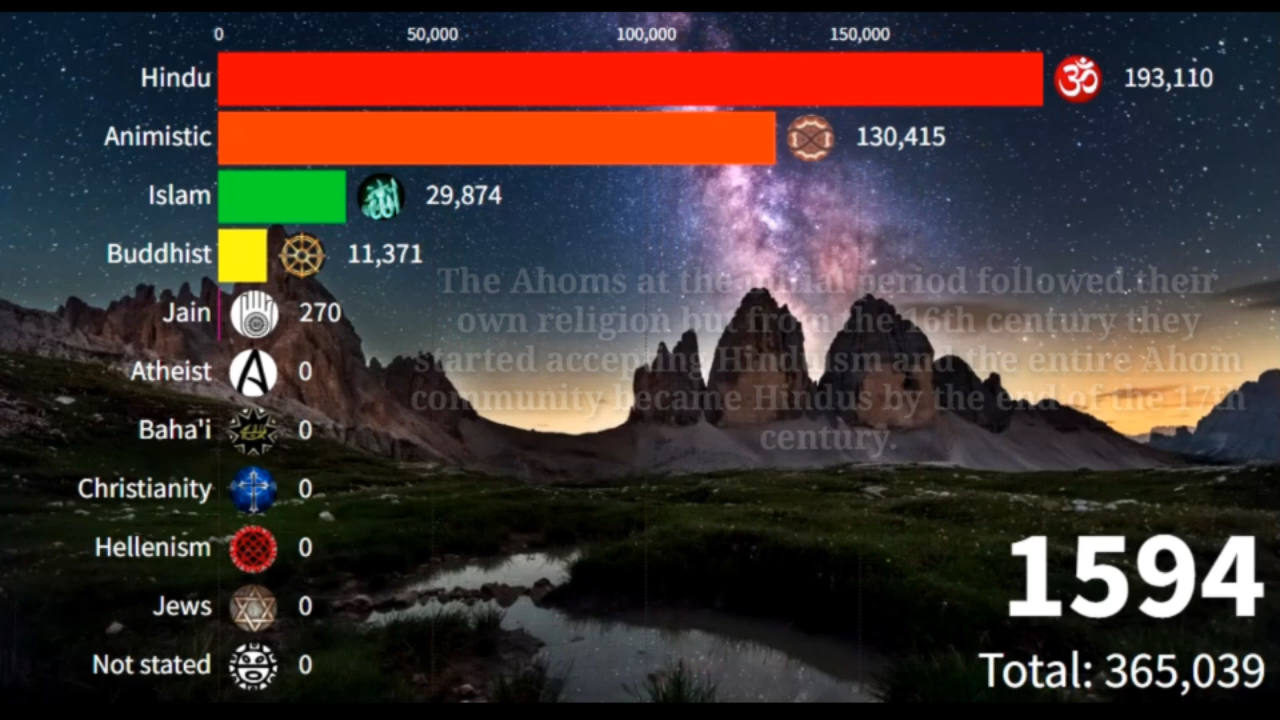 0 50,000 100,000 150,000
Hindu 193,110
Animistic 130,415
Islam 29,874
Buddhist 11,371
Jain 270
Atheist 0
Baha'i 0
Christianity 0
Hellenism 0
Jews 0
Not stated 0
The Ahoms at the initial period followed their
own religion but from the 16th century they
started accepting Hinduism and the entire Ahom
community became Hindus by the end of the 17th
century.
1594
Total: 365,039